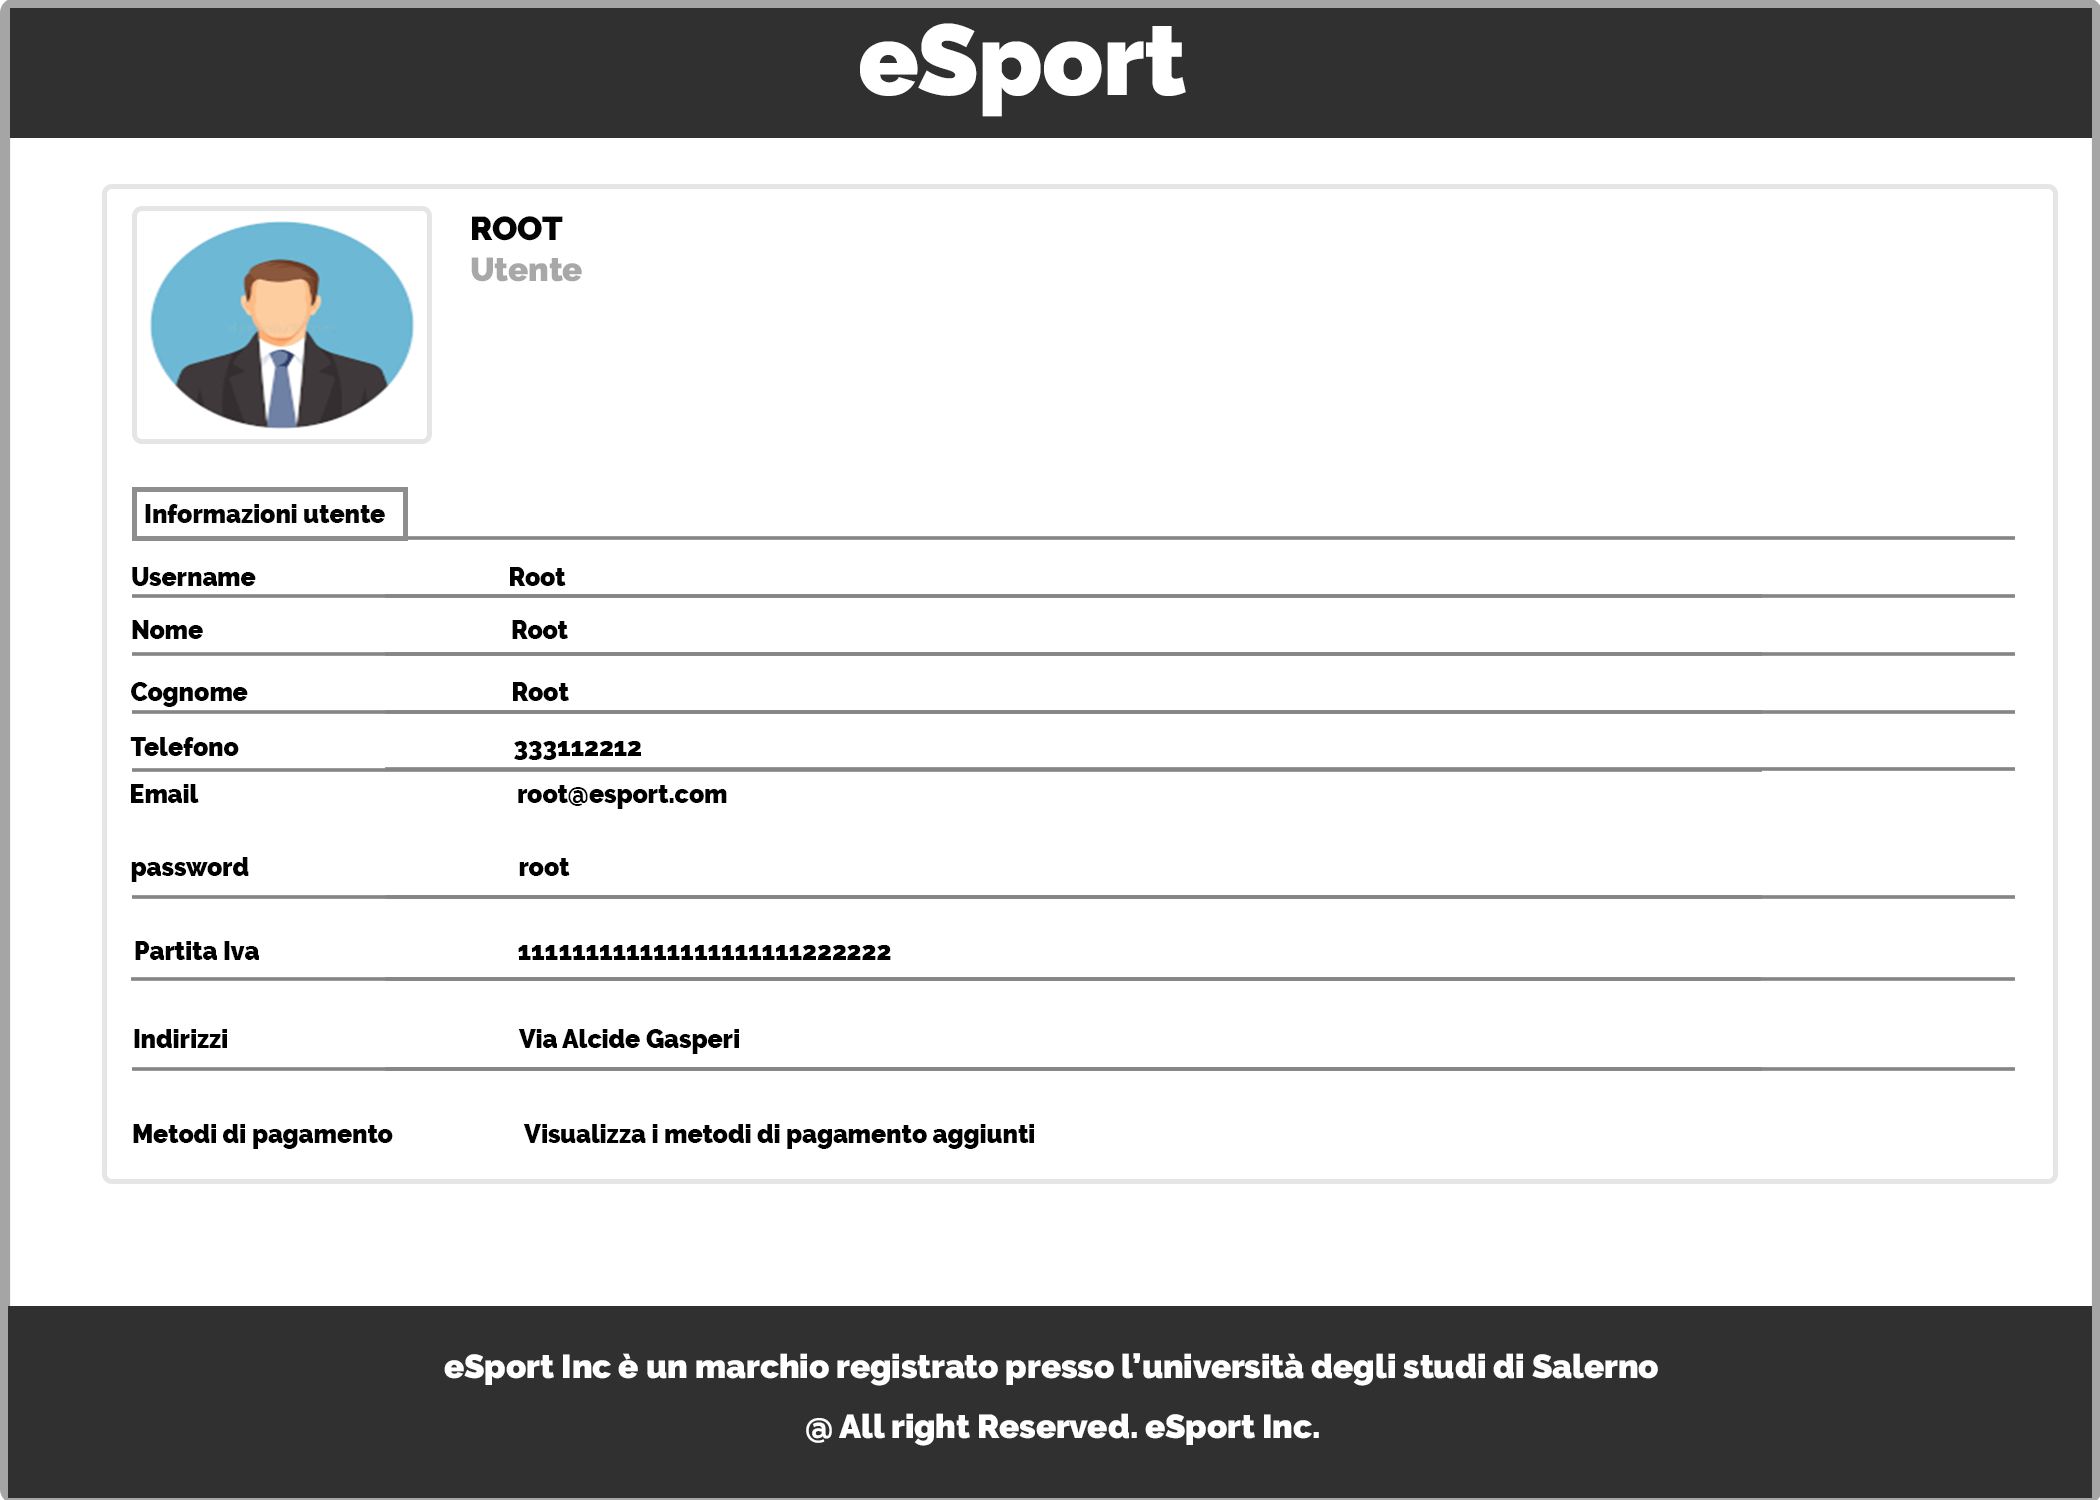 eSport
ROOT
Utente
Informazioni utente
Username Root
Nome Root
Cognome Root
Telefono 333112212
Email root@esport.com
password root
Partita Iva 111111111111111111111222222
Indirizzi Via Alcide Gasperi
Metodi di pagamento Visualizza i metodi di pagamento aggiunti
eSport Inc è un marchio registrato presso l’università degli studi di Salerno
@ All right Reserved. eSport Inc.